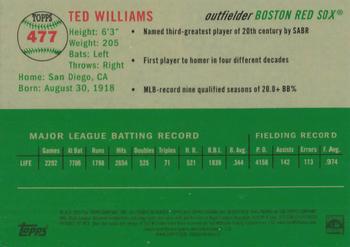 TOPPS
477
TED WILLIAMS
outfielder BOSTON RED SOX®
Height: 6'3"
Weight: 205
Bats: Left
Throws: Right
Home: San Diego, CA
Born: August 30, 1918
• Named third-greatest player of 20th century by SABR
• First player to homer in four different decades
• MLB-record nine qualified seasons of 20.0+ BB%
MAJOR LEAGUE BATTING RECORD
FIELDING RECORD
Games At Bat Runs Hits Doubles Triples H.R. R.B.I. B.Avg. P.O. Assists Errors F.Avg.
LIFE 2292 7706 1798 2654 525 71 521 1839 .344 4158 142 113 .974
Topps